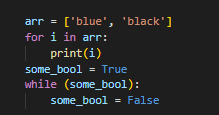 arr = ['blue', 'black']
for i in arr:
    print(i)
some_bool = True
while (some_bool):
    some_bool = False